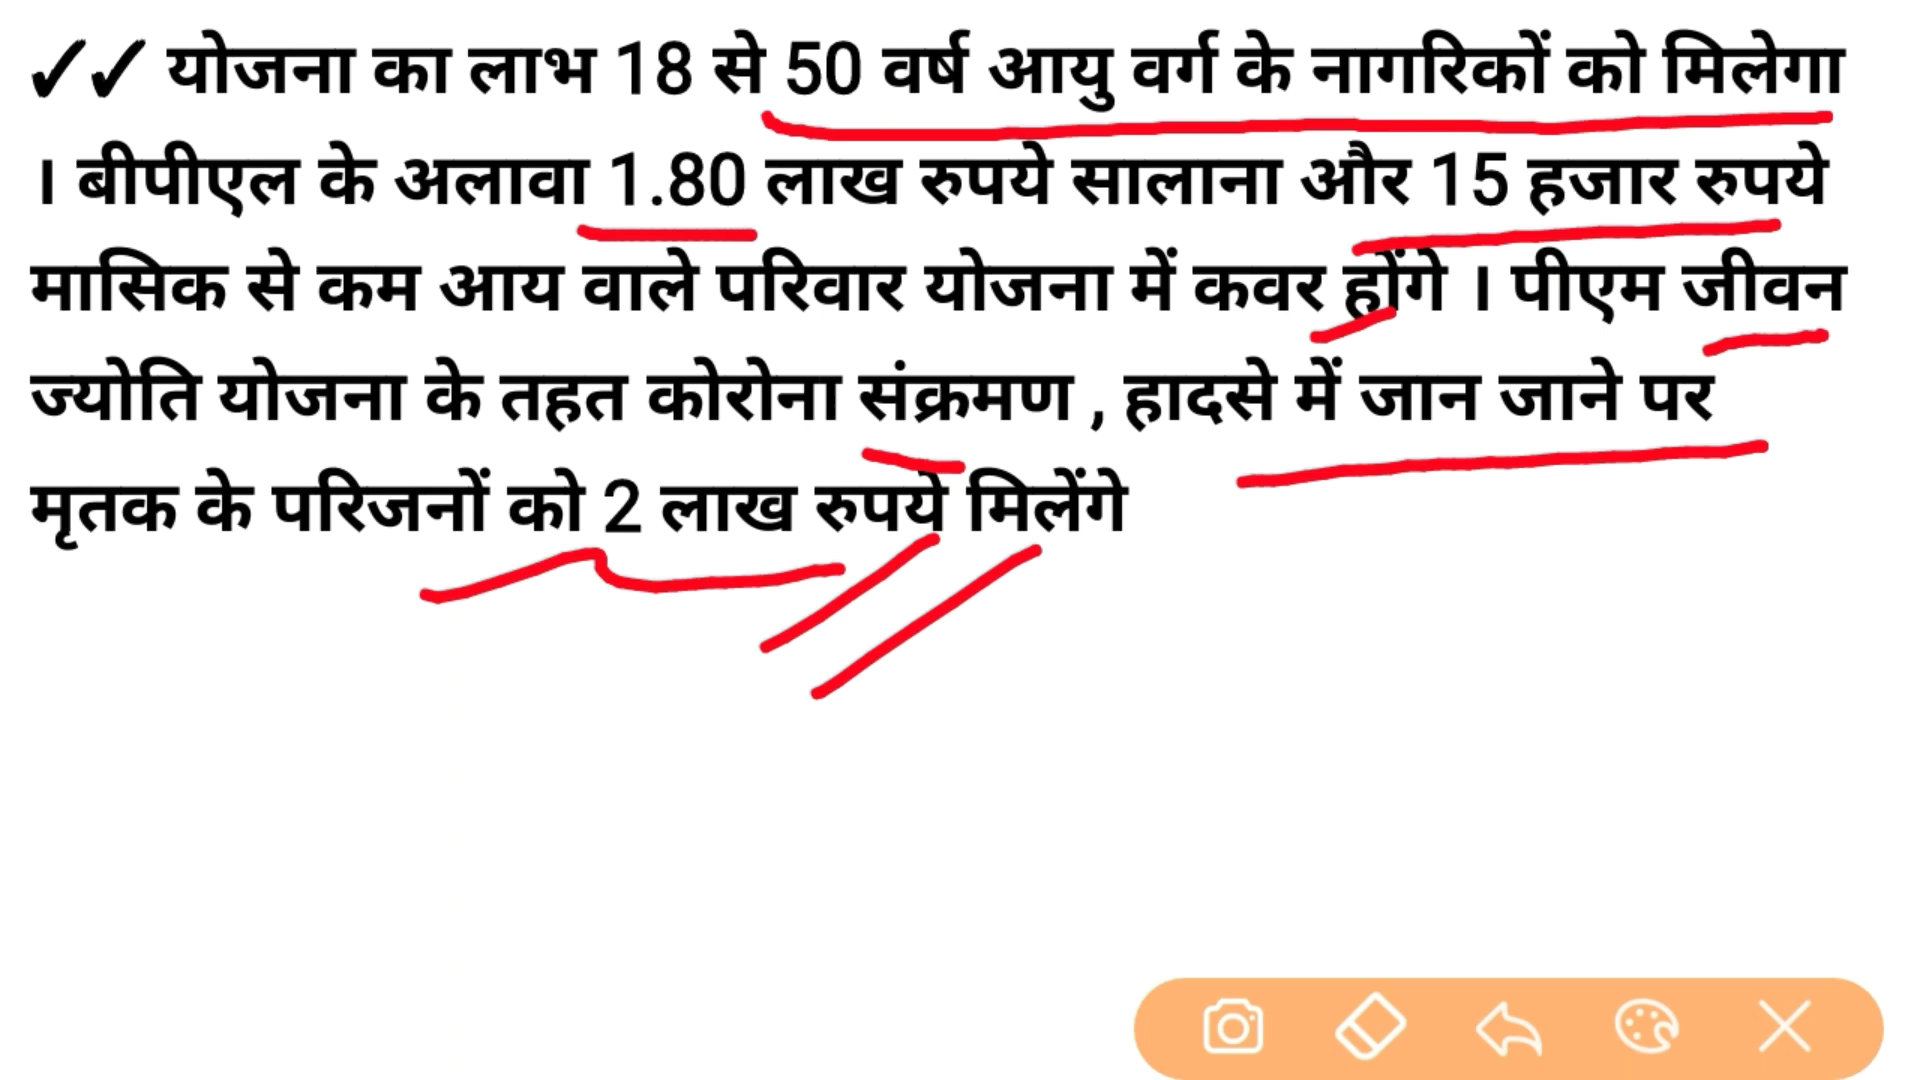 ✓✓ योजना का लाभ 18 से 50 वर्ष आयु वर्ग के नागरिकों को मिलेगा
। बीपीएल के अलावा 1.80 लाख रुपये सालाना और 15 हजार रुपये
मासिक से कम आय वाले परिवार योजना में कवर होंगे । पीएम जीवन
ज्योति योजना के तहत कोरोना संक्रमण , हादसे में जान जाने पर
मृतक के परिजनों को 2 लाख रुपये मिलेंगे